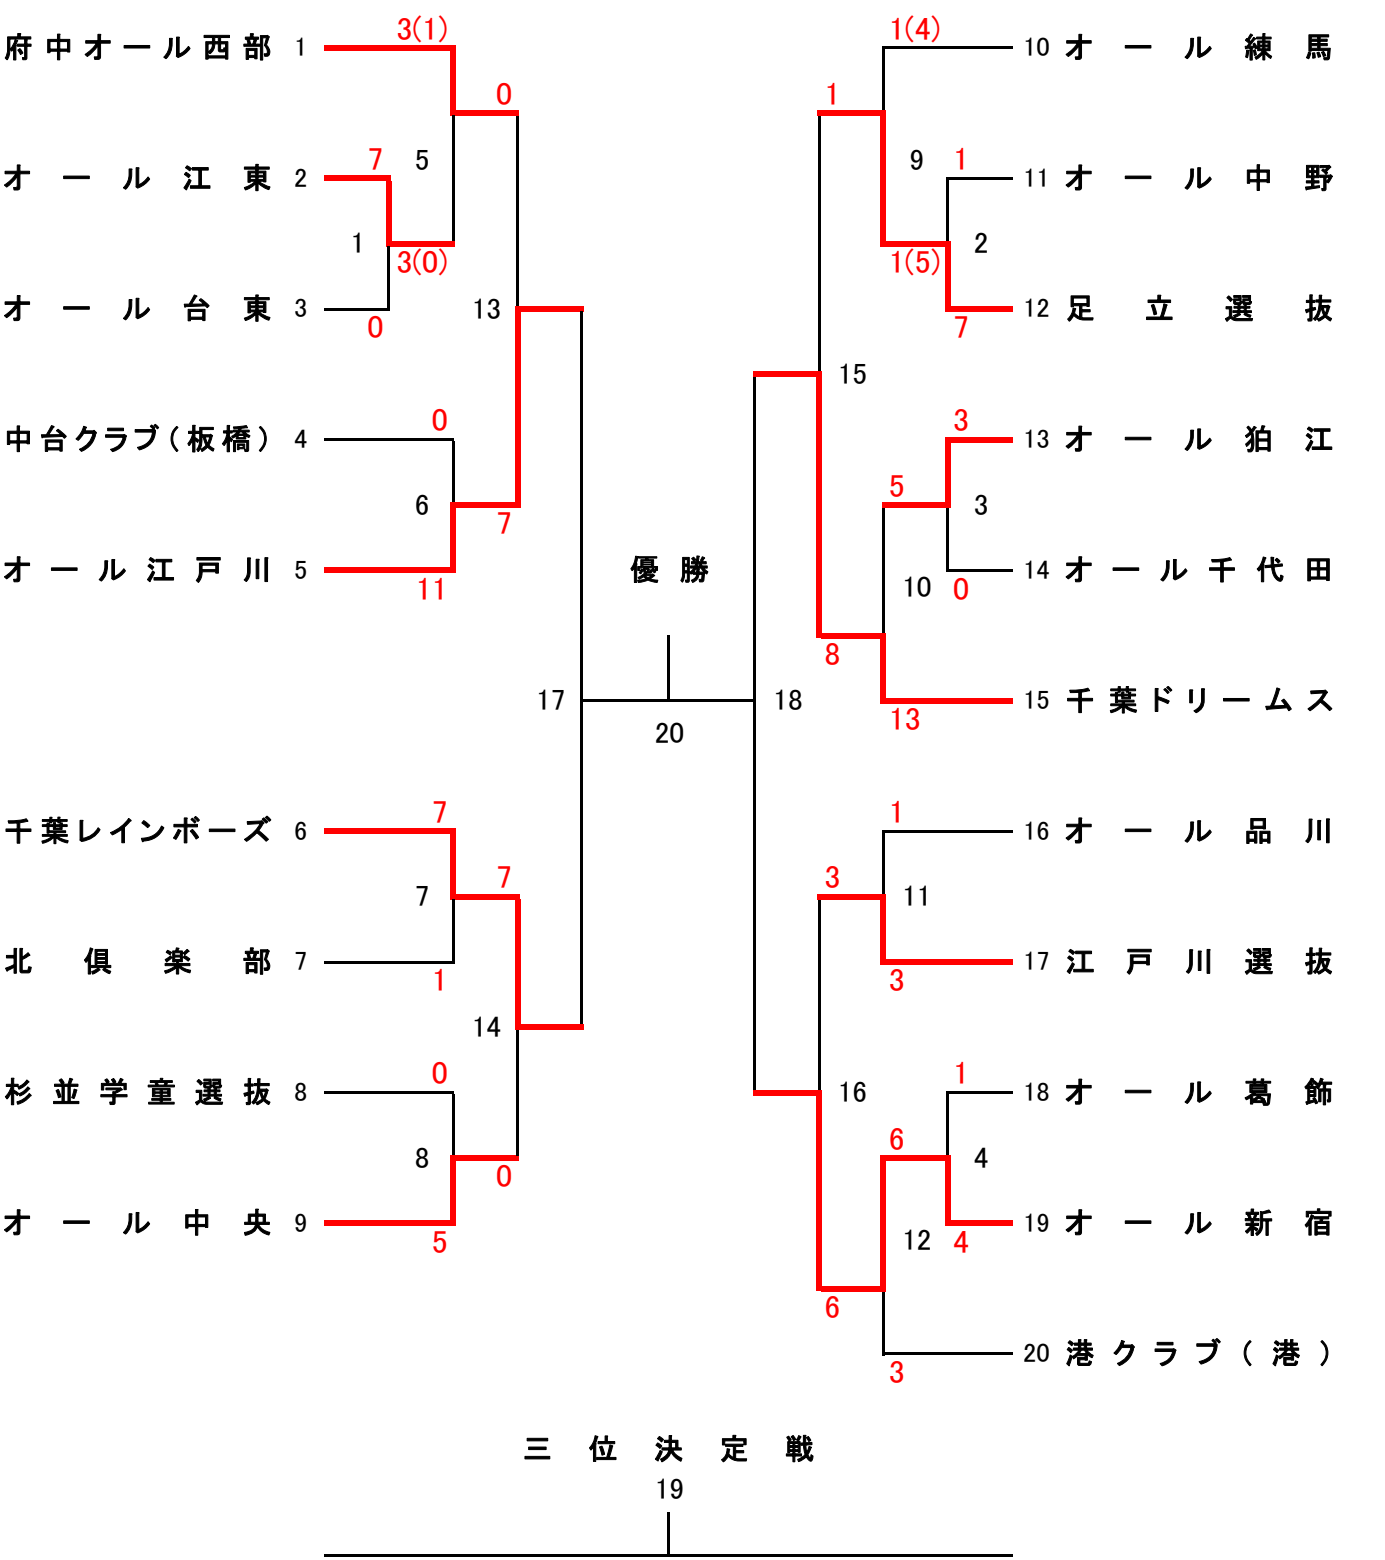 3(1)
1(4)
府中オール西部 1
10 オール練馬
0
1
7
5
9
1
オール江東 2
11 オール中野
1
2
3(0)
1(5)
オール台東 3
13
12 足立選抜
0
7
15
0
3
中台クラブ(板橋) 4
13 オール狛江
5
6
3
7
オール江戸川 5
優勝
14 オール千代田
11
10
0
8
17
18
15 千葉ドリームス
13
20
7
1
千葉レインボーズ 6
16 オール品川
7
3
7
11
北倶楽部 7
17 江戸川選抜
1
3
14
0
1
杉並学童選抜 8
16
18 オール葛飾
6
8
4
0
オール中央 9
19 オール新宿
5
12
4
6
20 港クラブ(港)
3
三位決定戦
19